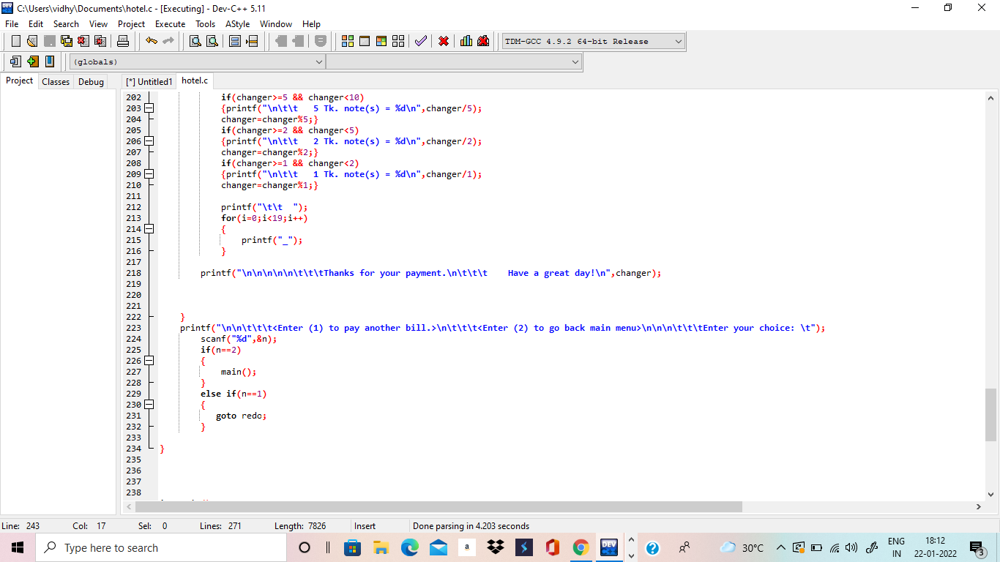 C:\Users\vidhy\Documents\hotel.c - [Executing] - Dev-C++ 5.11
File Edit Search View Project Execute Tools AStyle Window Help
TDM-GCC 4.9.2 64-bit Release
(globals)
Project Classes Debug [*] Untitled1 hotel.c
202 if(changer>=5 && changer<10)
203 {printf("\n\t\t   5 Tk. note(s) = %d\n",changer/5);
204 changer=changer%5;}
205 if(changer>=2 && changer<5)
206 {printf("\n\t\t   2 Tk. note(s) = %d\n",changer/2);
207 changer=changer%2;}
208 if(changer>=1 && changer<2)
209 {printf("\n\t\t   1 Tk. note(s) = %d\n",changer/1);
210 changer=changer%1;}
211
212 printf("\t\t  ");
213 for(i=0;i<19;i++)
214 {
215 printf("_");
216 }
217
218 printf("\n\n\n\n\n\t\t\tThanks for your payment.\n\t\t\t    Have a great day!\n",changer);
219
220
221
222 }
223 printf("\n\n\t\t\t<Enter (1) to pay another bill.>\n\t\t\t<Enter (2) to go back main menu>\n\n\n\t\t\tEnter your choice: \t");
224 scanf("%d",&n);
225 if(n==2)
226 {
227 main();
228 }
229 else if(n==1)
230 {
231 goto redo;
232 }
233
234 }
235
236
237
238
Line: 243 Col: 17 Sel: 0 Lines: 271 Length: 7826 Insert Done parsing in 4.203 seconds
Type here to search
a
DEV
30°C
ENG
IN
18:12
22-01-2022
3